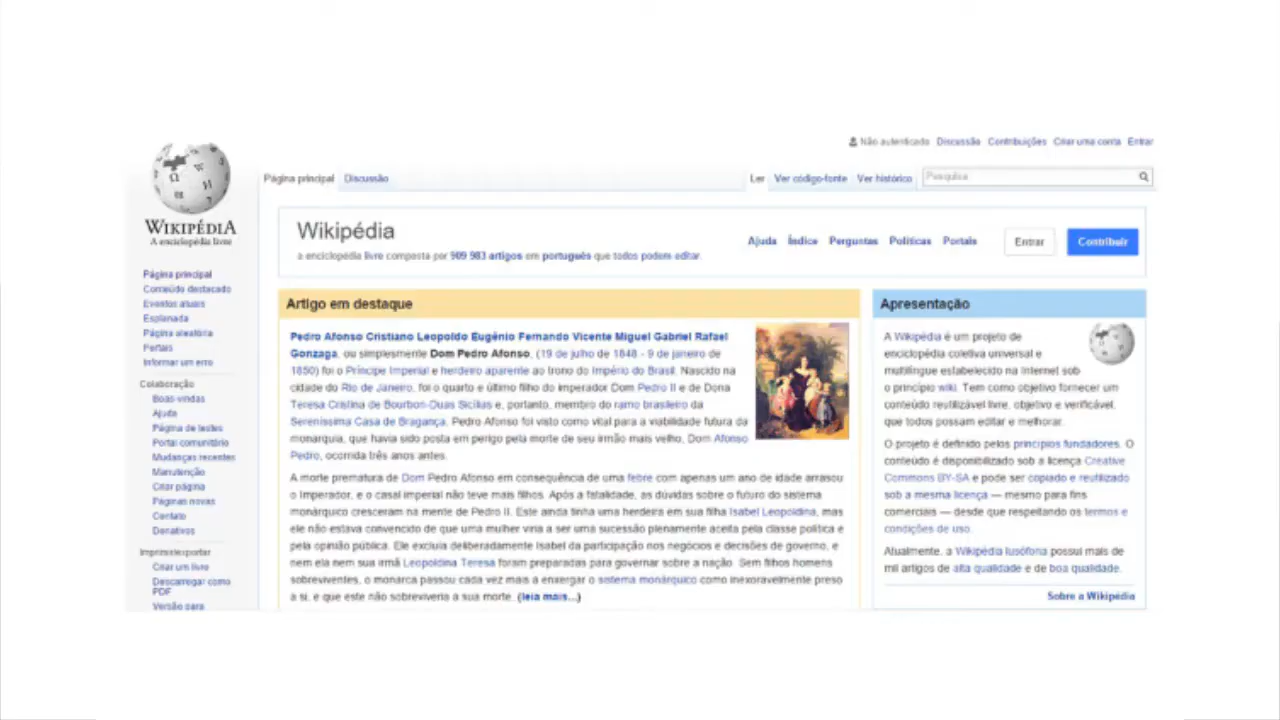 Não autenticado Discussão Contribuições Criar uma conta Entrar
WIKIPÉDIA
A enciclopédia livre
Página principal Discussão Ler Ver código-fonte Ver histórico Pesquisa
Wikipédia
a enciclopédia livre composta por 909 983 artigos em português que todos podem editar.
Ajuda Índice Perguntas Políticas Portais Entrar Contribuir
Página principal
Conteúdo destacado
Eventos atuais
Esplanada
Página aleatória
Portais
Informar um erro
Colaboração
Boas-vindas
Ajuda
Página de testes
Portal comunitário
Mudanças recentes
Manutenção
Criar página
Páginas novas
Contato
Donativos
Imprimir/exportar
Criar um livro
Descarregar como
PDF
Versão para
Artigo em destaque
Pedro Afonso Cristiano Leopoldo Eugênio Fernando Vicente Miguel Gabriel Rafael
Gonzaga, ou simplesmente Dom Pedro Afonso, (19 de julho de 1848 - 9 de janeiro de
1850) foi o Príncipe Imperial e herdeiro aparente ao trono do Império do Brasil. Nascido na
cidade do Rio de Janeiro, foi o quarto e último filho do imperador Dom Pedro II e de Dona
Teresa Cristina de Bourbon-Duas Sicílias e, portanto, membro do ramo brasileiro da
Sereníssima Casa de Bragança. Pedro Afonso foi visto como vital para a viabilidade futura da
monarquia, que havia sido posta em perigo pela morte de seu irmão mais velho, Dom Afonso
Pedro, ocorrida três anos antes.
A morte prematura de Dom Pedro Afonso em consequência de uma febre com apenas um ano de idade arrasou
o Imperador, e o casal imperial não teve mais filhos. Após a fatalidade, as dúvidas sobre o futuro do sistema
monárquico cresceram na mente de Pedro II. Este ainda tinha uma herdeira em sua filha Isabel Leopoldina, mas
ele não estava convencido de que uma mulher viria a ser uma sucessão plenamente aceita pela classe política e
pela opinião pública. Ele excluía deliberadamente Isabel da participação nos negócios e decisões de governo, e
nem ela nem sua irmã Leopoldina Teresa foram preparadas para governar sobre a nação. Sem filhos homens
sobreviventes, o monarca passou cada vez mais a enxergar o sistema monárquico como inexoravelmente preso
a si, e que este não sobreviveria a sua morte. (leia mais...)
Apresentação
A Wikipédia é um projeto de
enciclopédia coletiva universal e
multilíngue estabelecido na Internet sob
o princípio wiki. Tem como objetivo fornecer um
conteúdo reutilizável livre, objetivo e verificável,
que todos possam editar e melhorar.
O projeto é definido pelos princípios fundadores. O
conteúdo é disponibilizado sob a licença Creative
Commons BY-SA e pode ser copiado e reutilizado
sob a mesma licença — mesmo para fins
comerciais — desde que respeitando os termos e
condições de uso.
Atualmente, a Wikipédia lusófona possui mais de
mil artigos de alta qualidade e de boa qualidade.
Sobre a Wikipédia